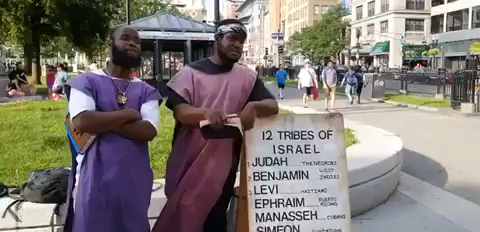 12 TRIBES OF
ISRAEL
JUDAH THE NEGROES
BENJAMIN WEST INDIES
LEVI HAITIANS
EPHRAIM PUERTO RICANS
MANASSEH CUBANS
SIMEON